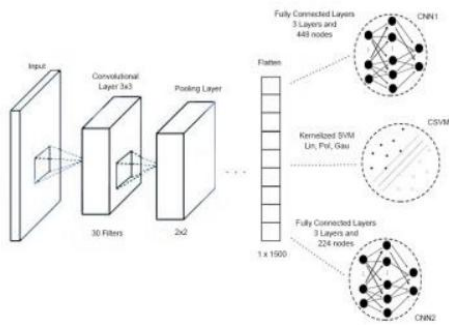 Input
Convolutional
Layer 3x3
Pooling Layer
30 Filters
2x2
. . .
Flatten
1 x 1500
Fully Connected Layers
3 Layers and
449 nodes
CNN1
Kernelized SVM
Lin, Pol, Gau
CSVM
Fully Connected Layers
3 Layers and
224 nodes
CNN2